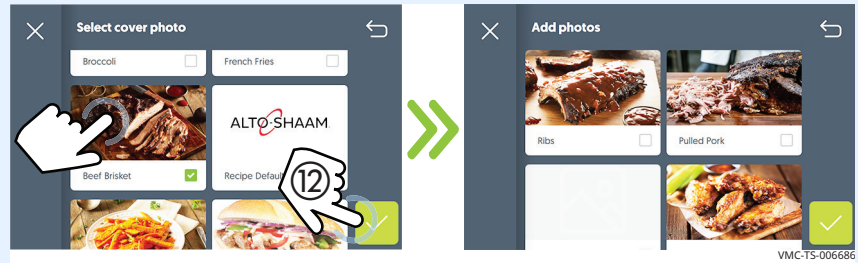 Select cover photo
Broccoli
French Fries
ALTO-SHAAM
Beef Brisket
Recipe Defaul
12
Add photos
Ribs
Pulled Pork
VMC-TS-006686